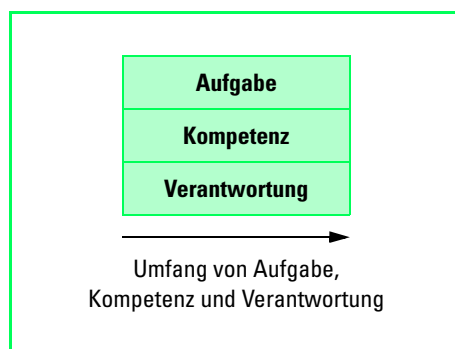 Aufgabe
Kompetenz
Verantwortung
Umfang von Aufgabe,
Kompetenz und Verantwortung